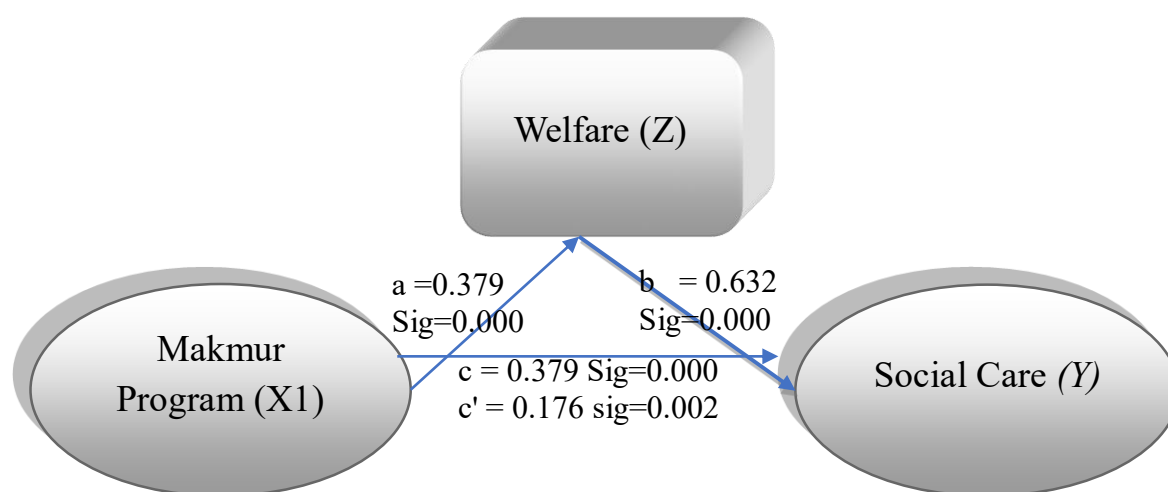 Welfare (Z)
a =0.379
Sig=0.000
b = 0.632
Sig=0.000
Makmur
Program (X1)
c = 0.379 Sig=0.000
c' = 0.176 sig=0.002
Social Care (Y)